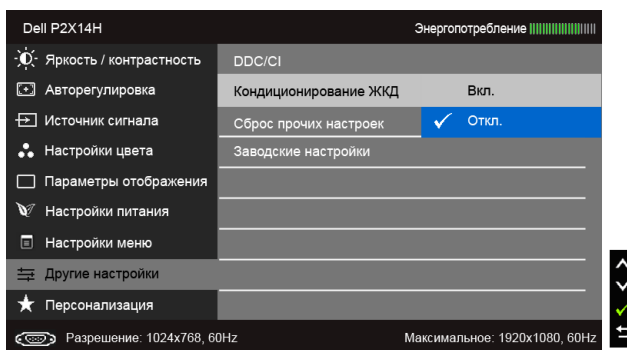 Dell P2X14H
Энергопотребление
Яркость / контрастность
DDC/CI
Авторегулировка
Кондиционирование ЖКД
Вкл.
Источник сигнала
Сброс прочих настроек
Откл.
Настройки цвета
Заводские настройки
Параметры отображения
Настройки питания
Настройки меню
Другие настройки
Персонализация
Разрешение: 1024x768, 60Hz
Максимальное: 1920x1080, 60Hz